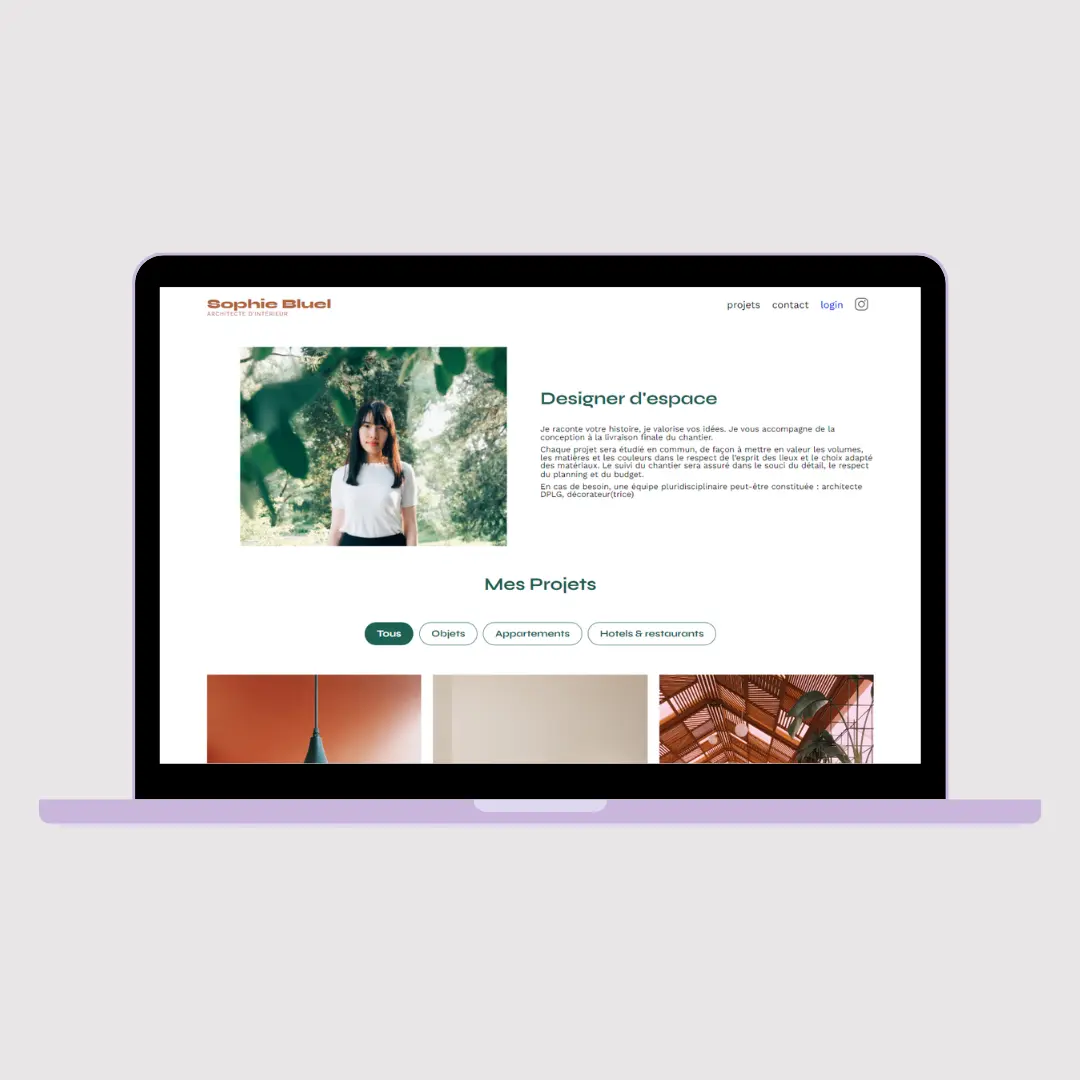 Sophie Bluel
ARCHITECTE D'INTÉRIEUR
projets contact login
Designer d'espace
Je raconte votre histoire, je valorise vos idées. Je vous accompagne de la
conception à la livraison finale du chantier.
Chaque projet sera étudié en commun, de façon à mettre en valeur les volumes,
les matières et les couleurs dans le respect de l'esprit des lieux et le choix adapté
des matériaux. Le suivi du chantier sera assuré dans le souci du détail, le respect
du planning et du budget.
En cas de besoin, une équipe pluridisciplinaire peut-être constituée : architecte
DPLG, décorateur(trice)
Mes Projets
Tous Objets Appartements Hotels & restaurants